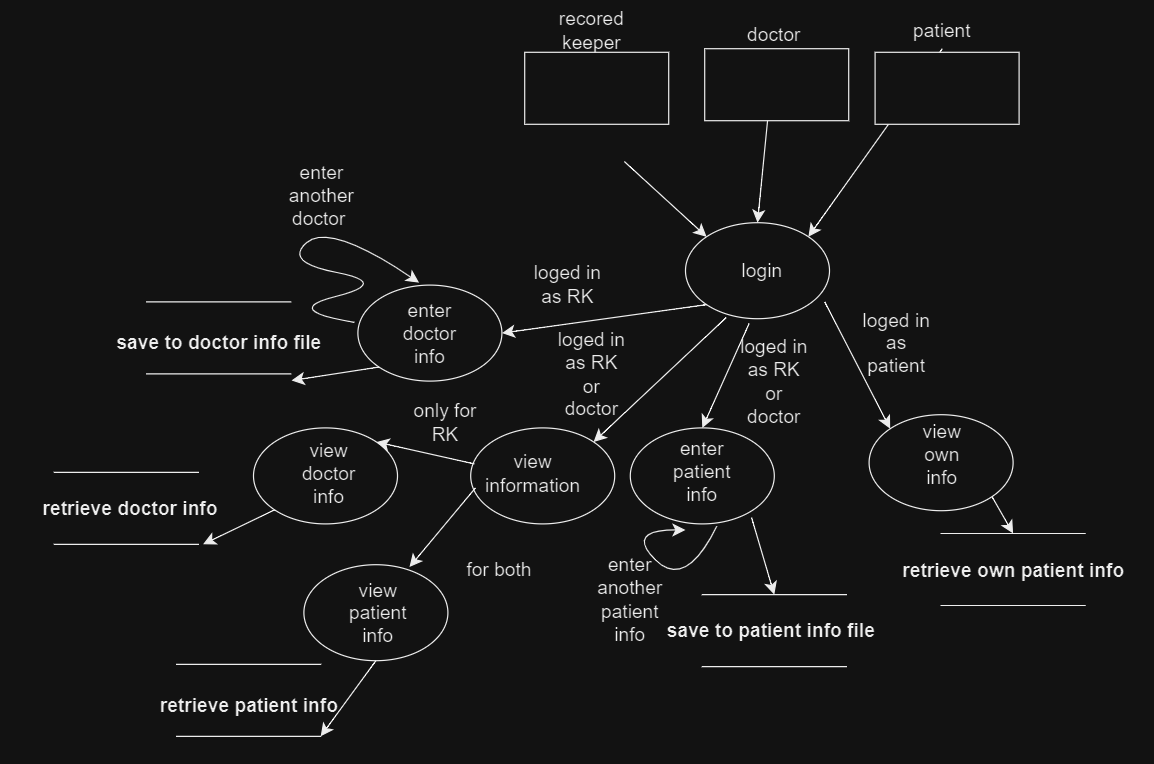 recored
keeper
doctor
patient
enter
another
doctor
login
loged in
as RK
enter
doctor
info
save to doctor info file
loged in
as RK
or
doctor
loged in
as RK
or
doctor
loged in
as
patient
only for
RK
view
doctor
info
view
information
enter
patient
info
view
own
info
retrieve doctor info
for both
enter
another
patient
info
retrieve own patient info
view
patient
info
save to patient info file
retrieve patient info